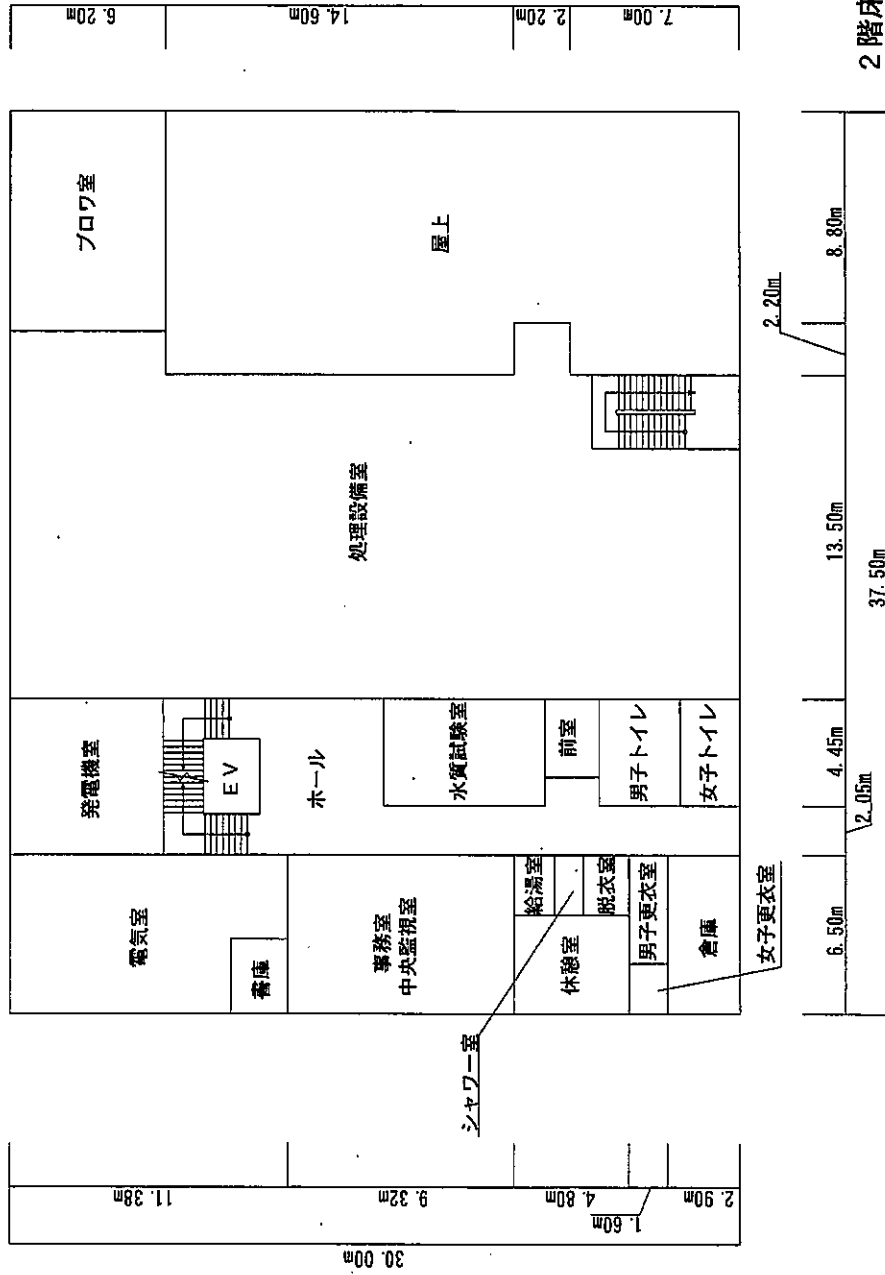 2階床
6.20m
14.60m
2.20m
7.00m
ブロワ室
屋上
処理設備室
発電機室
EV
ホール
水質試験室
前室
男子トイレ
女子トイレ
電気室
書庫
事務室
中央監視室
給湯室
シャワー室
脱衣室
休憩室
男子更衣室
女子更衣室
倉庫
11.38m
9.32m
4.80m
1.60m
2.90m
30.00m
6.50m
2.05m
4.45m
13.50m
2.20m
8.80m
37.50m